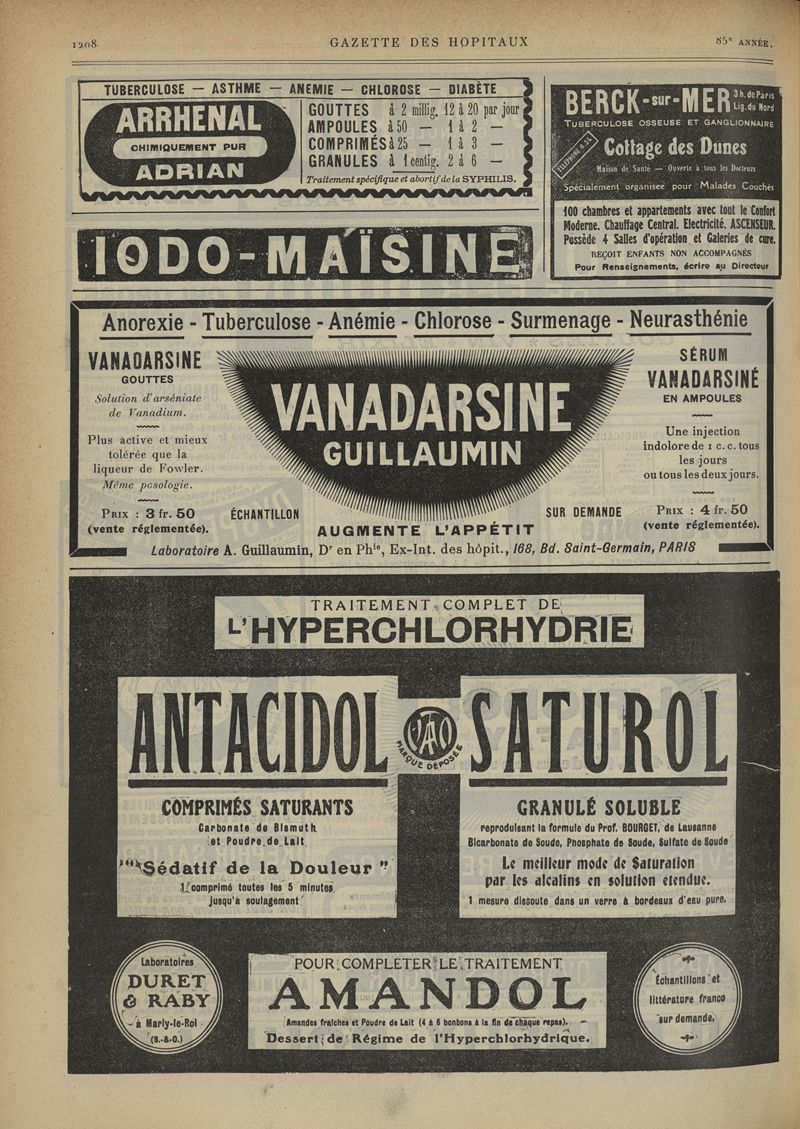 1208
GAZETTE DES HOPITAUX
85e ANNÉE.
TUBERCULOSE — ASTHME — ANEMIE — CHLOROSE — DIABÈTE
ARRHENAL
CHIMIQUEMENT PUR
ADRIAN
GOUTTES à 2 millig. 12 à 20 par jour
AMPOULES à 50 — 1 à 2 —
COMPRIMÉS à 25 — 1 à 3 —
GRANULES à 1 centig. 2 à 6 —
Traitement spécifique et abortif de la SYPHILIS.
IODO-MAÏSINE
BERCK-sur-MER
3 h. de Paris
Lig. du Nord
TUBERCULOSE OSSEUSE ET GANGLIONNAIRE
Cottage des Dunes
Maison de Santé — Ouverte à tous les Docteurs
Spécialement organisée pour Malades Couchés
100 chambres et appartements avec tout le Confort
Moderne. Chauffage Central. Electricité. ASCENSEUR.
Possède 4 Salles d'opération et Galeries de cure.
REÇOIT ENFANTS NON ACCOMPAGNÉS
Pour Renseignements, écrire au Directeur
Anorexie - Tuberculose - Anémie - Chlorose - Surmenage - Neurasthénie
VANADARSINE
GOUTTES
Solution d'arséniate
de Vanadium.
Plus active et mieux
tolérée que la
liqueur de Fowler.
Même posologie.
PRIX : 3 fr. 50
(vente réglementée).
VANADARSINE
GUILLAUMIN
ÉCHANTILLON
SUR DEMANDE
AUGMENTE L'APPÉTIT
SÉRUM
VANADARSINÉ
EN AMPOULES
Une injection
indolore de 1 c. c. tous
les jours
ou tous les deux jours.
PRIX : 4 fr. 50
(vente réglementée).
Laboratoire A. Guillaumin, Dr en Phie, Ex-Int. des hôpit., 168, Bd. Saint-Germain, PARIS
TRAITEMENT COMPLET DE
L'HYPERCHLORHYDRIE
ANTACIDOL
MARQUE DÉPOSÉE
SATUROL
COMPRIMÉS SATURANTS
Carbonate de Bismuth
et Poudre de Lait
"Sédatif de la Douleur"
1 comprimé toutes les 5 minutes
jusqu'à soulagement
GRANULÉ SOLUBLE
reproduisant la formule du Prof. BOURGET, de Lausanne
Bicarbonate de Soude, Phosphate de Soude, Sulfate de Soude
Le meilleur mode de Saturation
par les alcalins en solution étendue.
1 mesure dissoute dans un verre à bordeaux d'eau pure.
Laboratoires
DURET
& RABY
à Marly-le-Roi
(S.-&-O.)
POUR COMPLETER LE TRAITEMENT
AMANDOL
Amandes fraîches et Poudre de Lait (4 à 6 bonbons à la fin de chaque repas).
Dessert de Régime de l'Hyperchlorhydrique.
Échantillons et
littérature franco
sur demande.